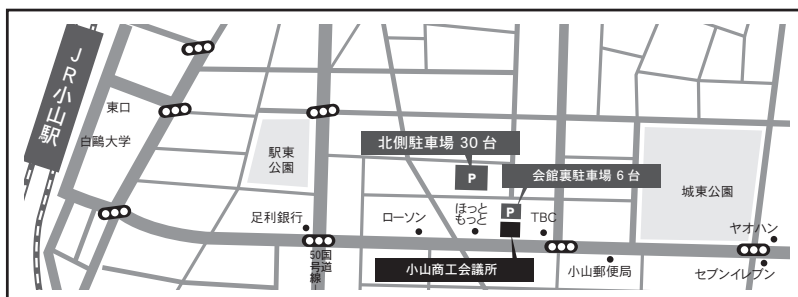 JR小山駅
東口
白鷗大学
駅東
公園
北側駐車場 30 台
P
会館裏駐車場 6 台
P
城東公園
足利銀行
ローソン
ほっと
もっと
TBC
ヤオハン
国道
50号線
小山商工会議所
小山郵便局
セブンイレブン